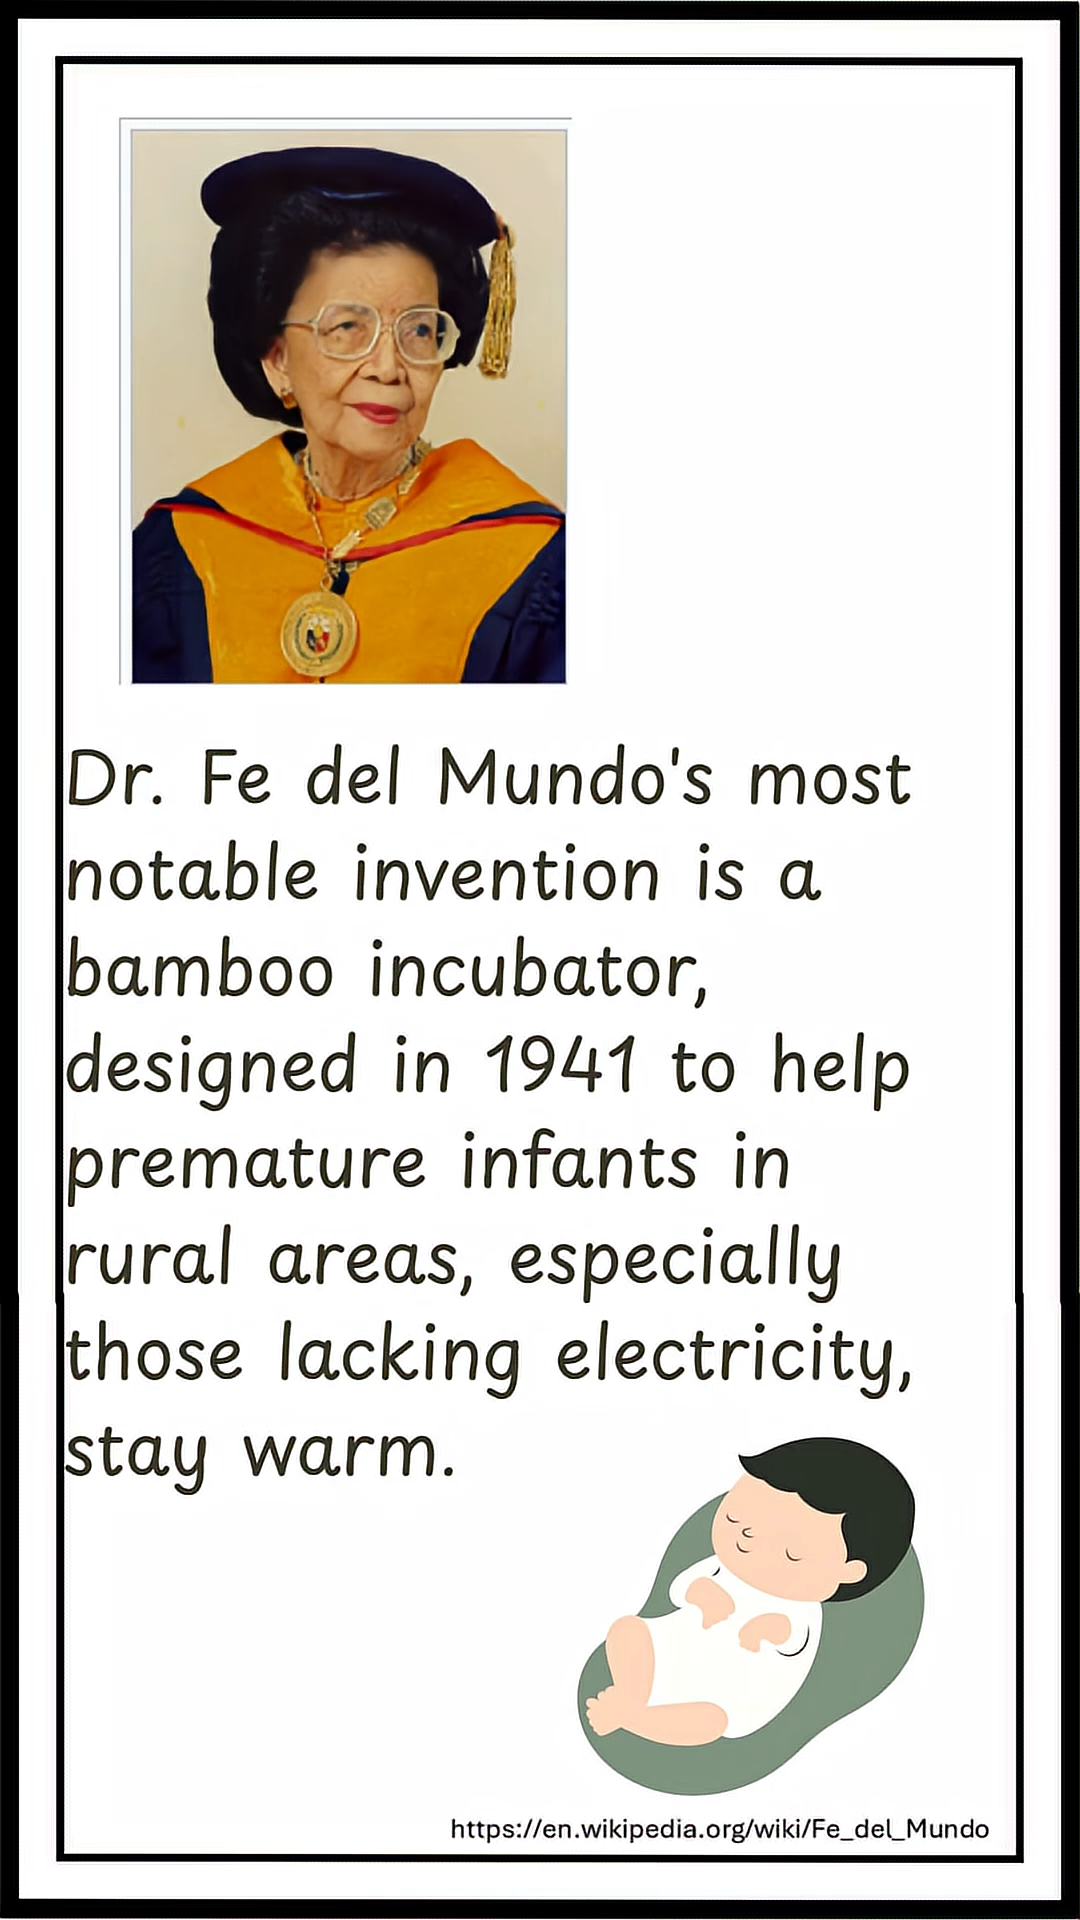 Dr. Fe del Mundo's most
notable invention is a
bamboo incubator,
designed in 1941 to help
premature infants in
rural areas, especially
those lacking electricity,
stay warm.
https://en.wikipedia.org/wiki/Fe_del_Mundo